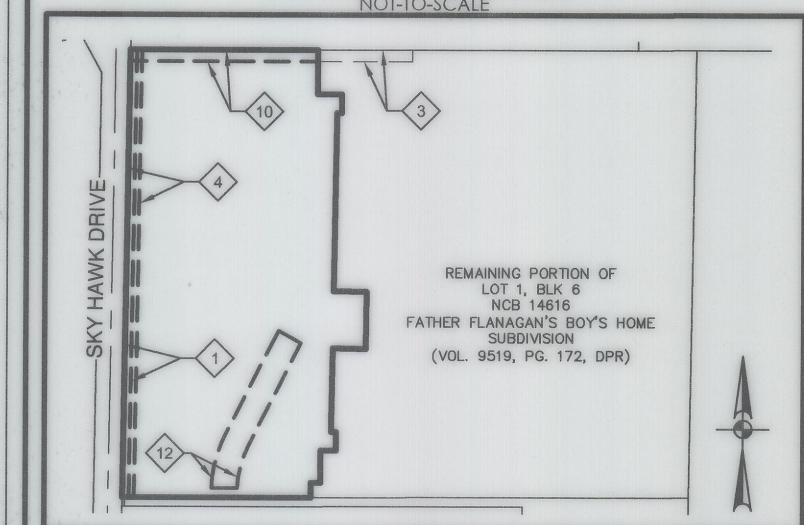 NOT-TO-SCALE
10
3
4
SKY HAWK DRIVE
REMAINING PORTION OF
LOT 1, BLK 6
NCB 14616
FATHER FLANAGAN'S BOY'S HOME
SUBDIVISION
(VOL. 9519, PG. 172, DPR)
1
12